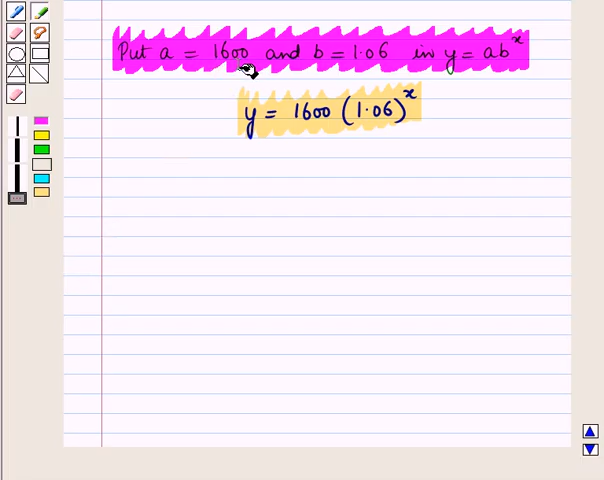 Put a = 1600 and b = 1.06 in y = ab^x
y = 1600 (1.06)^x